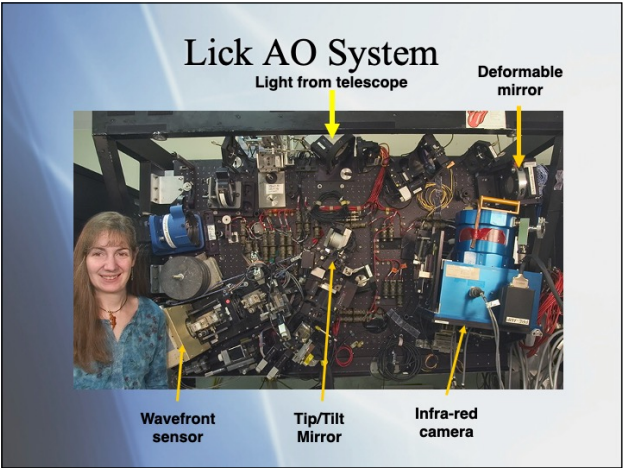 Lick AO System
Light from telescope
Deformable
mirror
Wavefront
sensor
Tip/Tilt
Mirror
Infra-red
camera